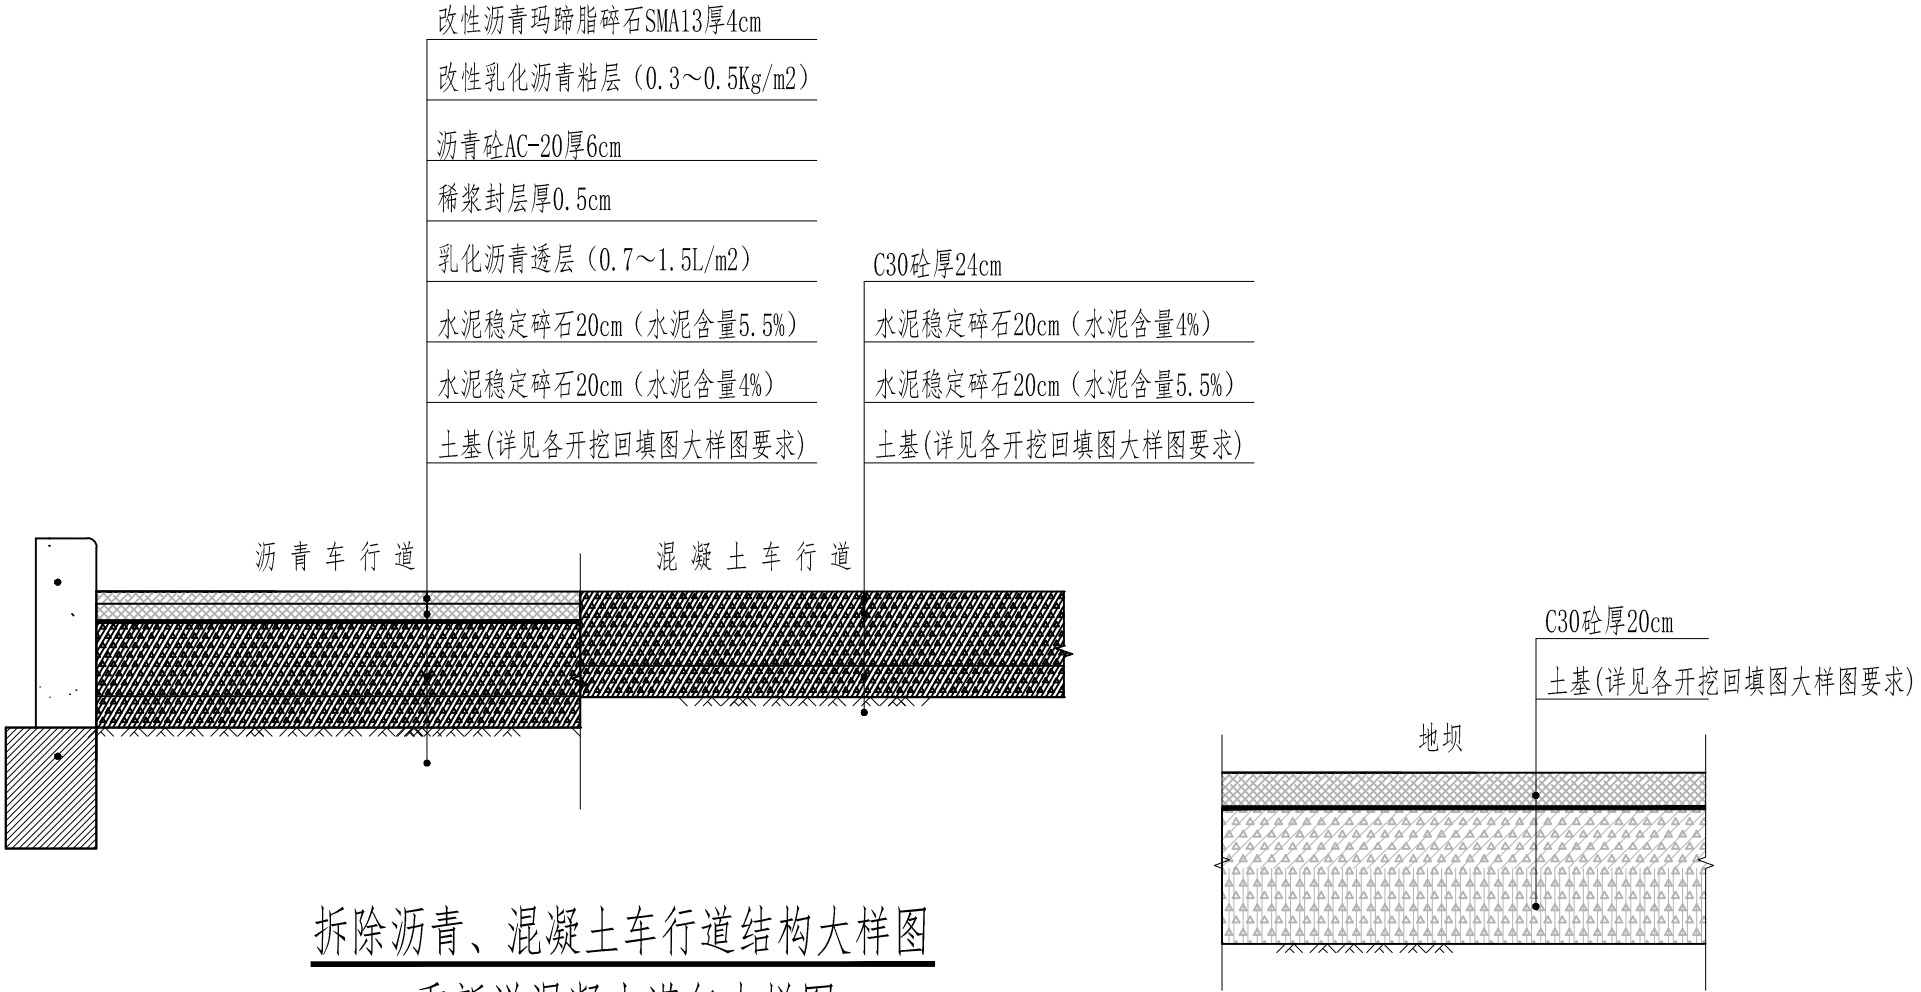 改性沥青玛蹄脂碎石SMA13厚4cm
改性乳化沥青粘层（0.3～0.5Kg/m2）
沥青砼AC-20厚6cm
稀浆封层厚0.5cm
乳化沥青透层（0.7～1.5L/m2）
水泥稳定碎石20cm（水泥含量5.5%）
水泥稳定碎石20cm（水泥含量4%）
土基(详见各开挖回填图大样图要求)
C30砼厚24cm
水泥稳定碎石20cm（水泥含量4%）
水泥稳定碎石20cm（水泥含量5.5%）
土基(详见各开挖回填图大样图要求)
沥青车行道
混凝土车行道
C30砼厚20cm
土基(详见各开挖回填图大样图要求)
地坝
拆除沥青、混凝土车行道结构大样图